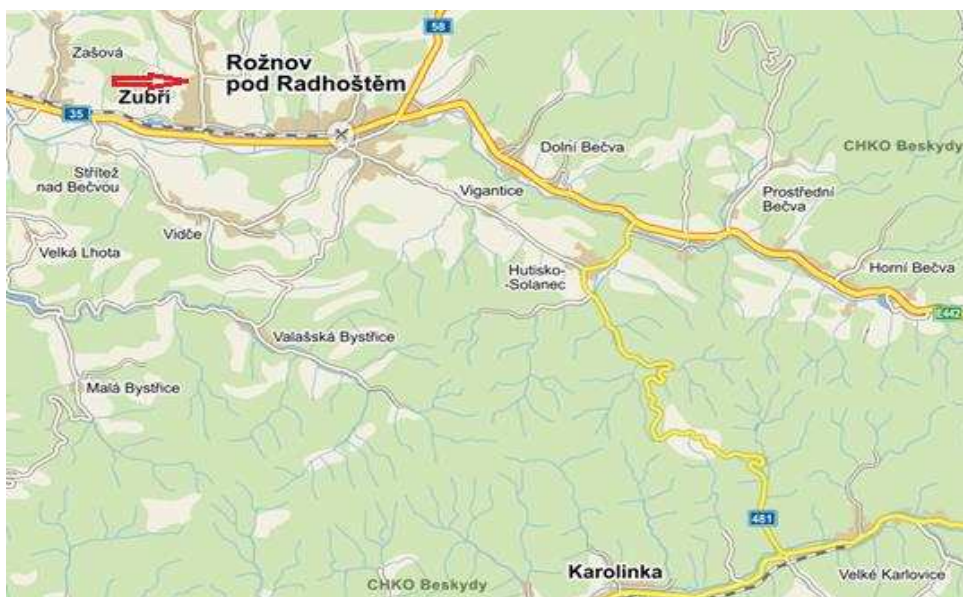 58
Zašová
Rožnov
pod Radhoštěm
Zubří
35
Dolní Bečva
CHKO Beskydy
Střítež
nad Bečvou
Vigantice
Prostřední
Bečva
Vidče
Velká Lhota
Hutisko-
-Solanec
Horní Bečva
E442
Valašská Bystřice
Malá Bystřice
481
Karolinka
Velké Karlovice
CHKO Beskydy